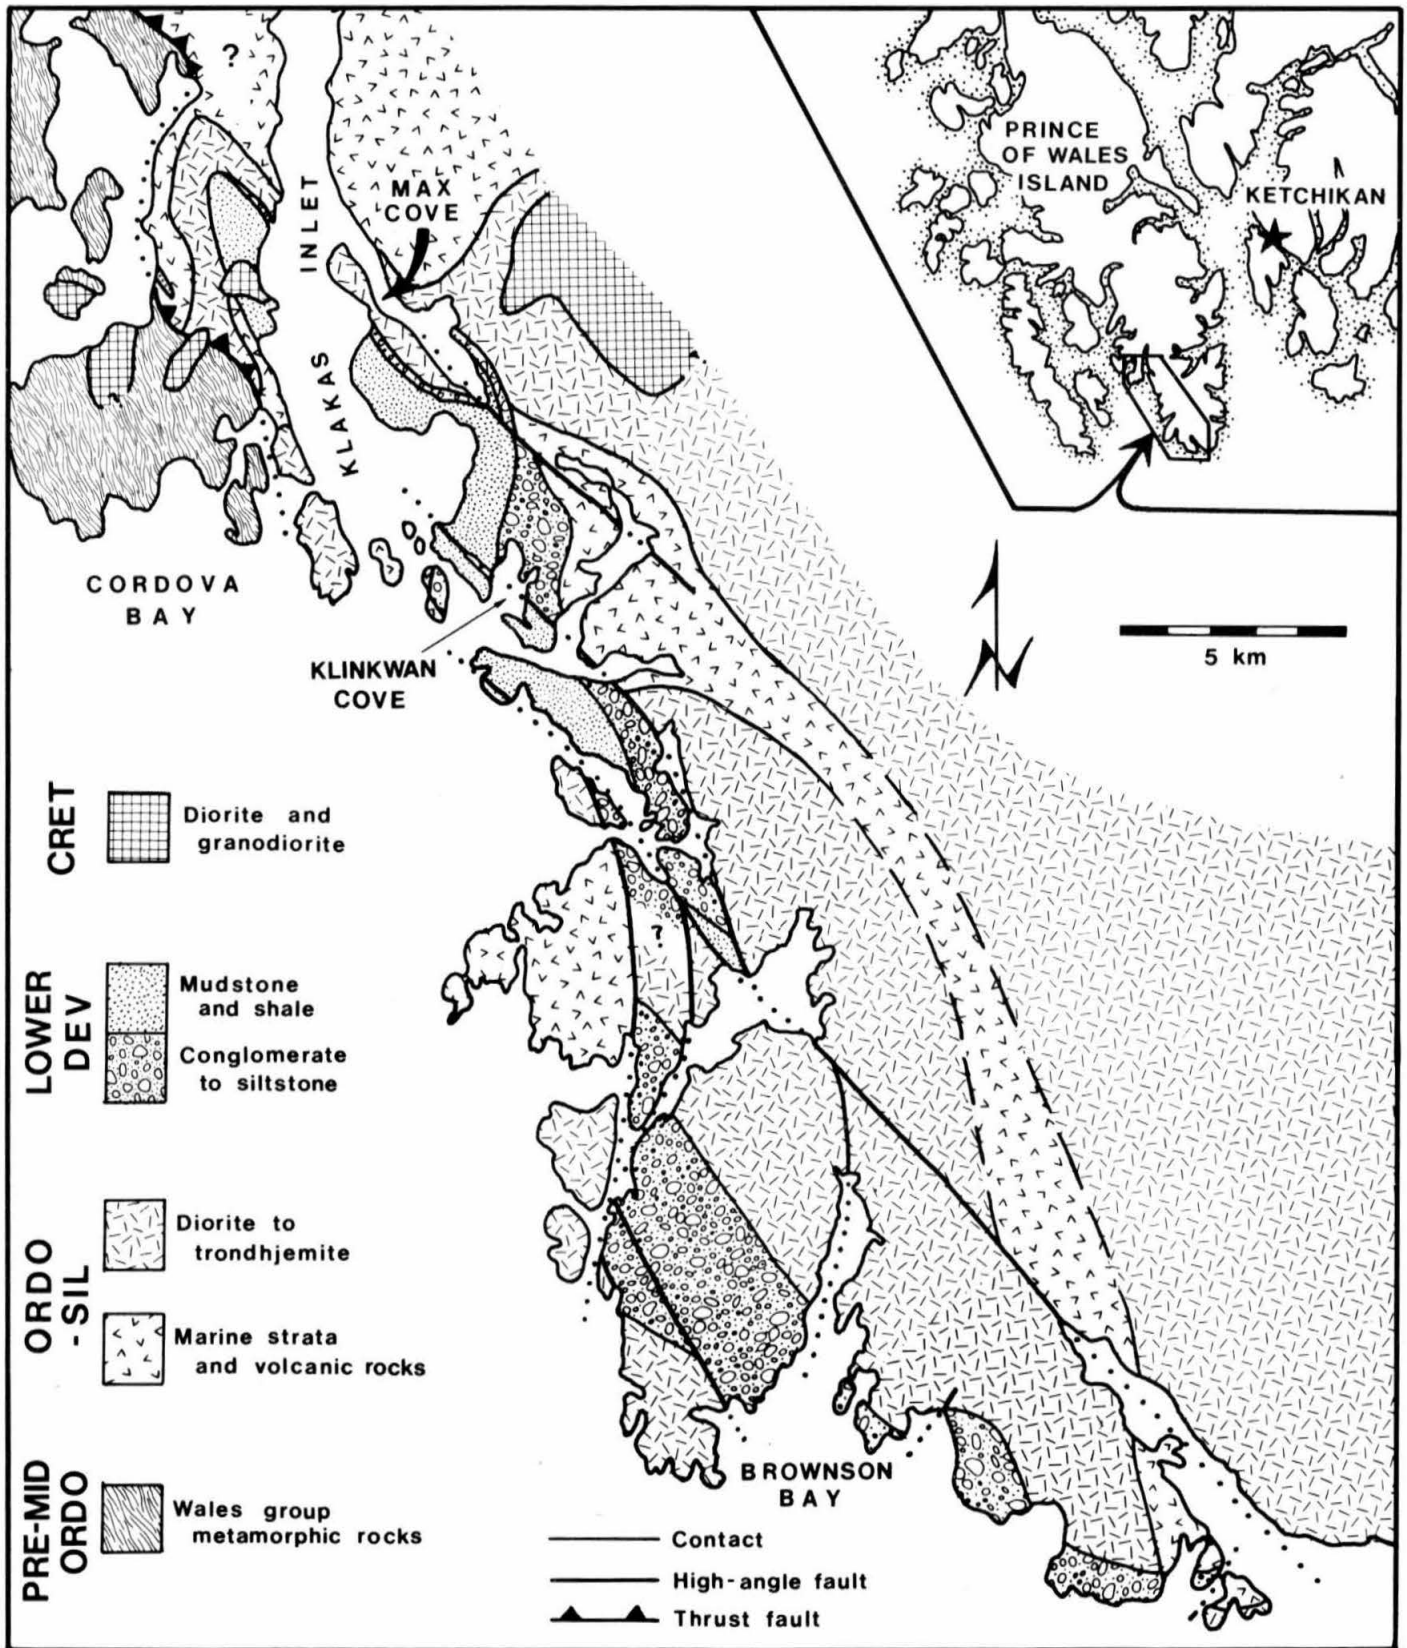 ?
PRINCE
OF WALES
ISLAND
KETCHIKAN
MAX
COVE
KLAKAS INLET
CORDOVA
BAY
N
5 km
KLINKWAN
COVE
CRET
Diorite and
granodiorite
LOWER
DEV
Mudstone
and shale
Conglomerate
to siltstone
?
ORDO
-SIL
Diorite to
trondhjemite
Marine strata
and volcanic rocks
PRE-MID
ORDO
Wales group
metamorphic rocks
BROWNSON
BAY
Contact
High-angle fault
Thrust fault